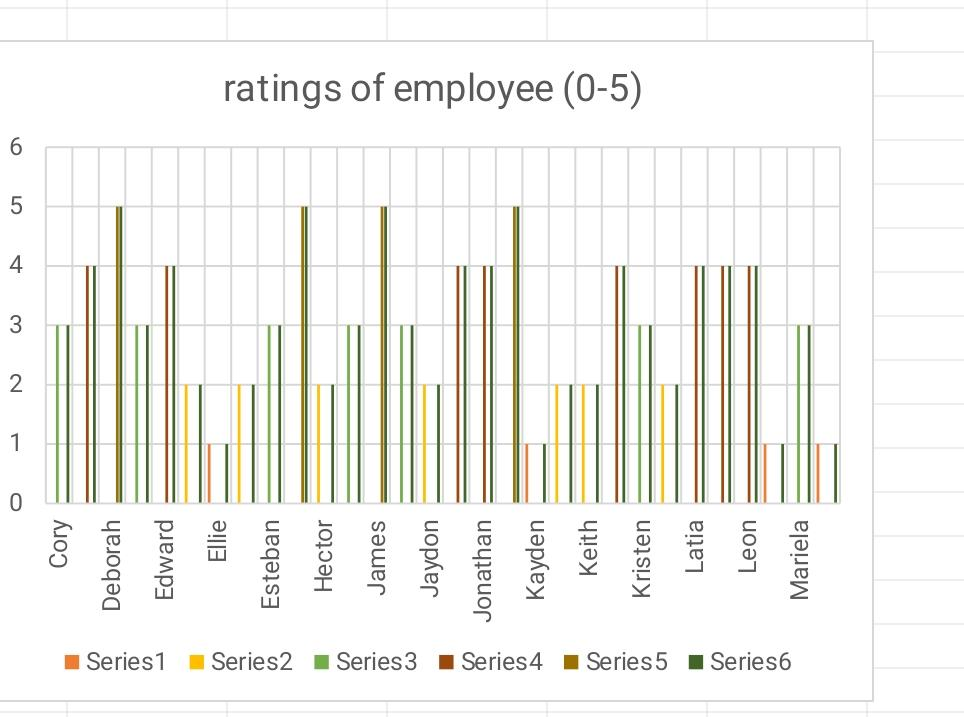 ratings of employee (0-5)
6
5
4
3
2
1
0
Cory
Deborah
Edward
Ellie
Esteban
Hector
James
Jaydon
Jonathan
Kayden
Keith
Kristen
Latia
Leon
Mariela
Series1 Series2 Series3 Series4 Series5 Series6